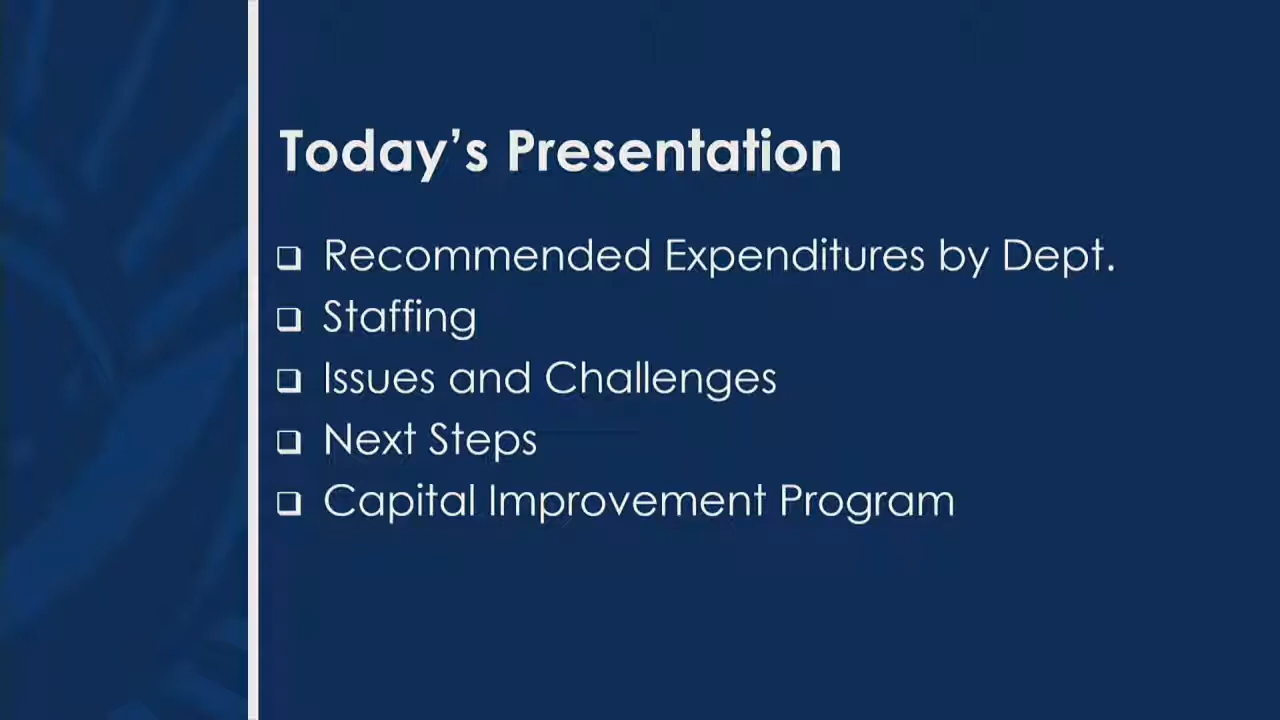 Today’s Presentation
Recommended Expenditures by Dept.
Staffing
Issues and Challenges
Next Steps
Capital Improvement Program